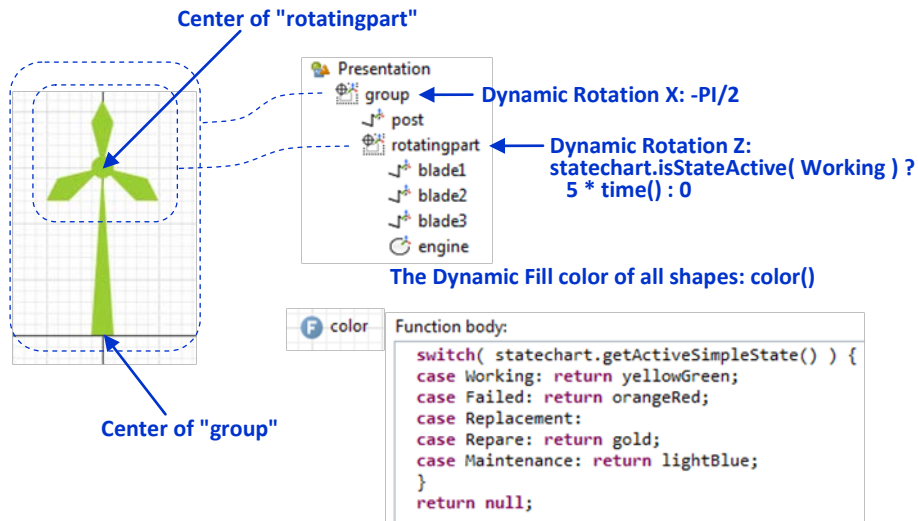 Center of "rotatingpart"
Presentation
group
Dynamic Rotation X: -PI/2
post
rotatingpart
Dynamic Rotation Z:
statechart.isStateActive( Working ) ?
5 * time() : 0
blade1
blade2
blade3
engine
The Dynamic Fill color of all shapes: color()
F color
Function body:
switch( statechart.getActiveSimpleState() ) {
case Working: return yellowGreen;
case Failed: return orangeRed;
case Replacement:
case Repare: return gold;
case Maintenance: return lightBlue;
}
return null;
Center of "group"